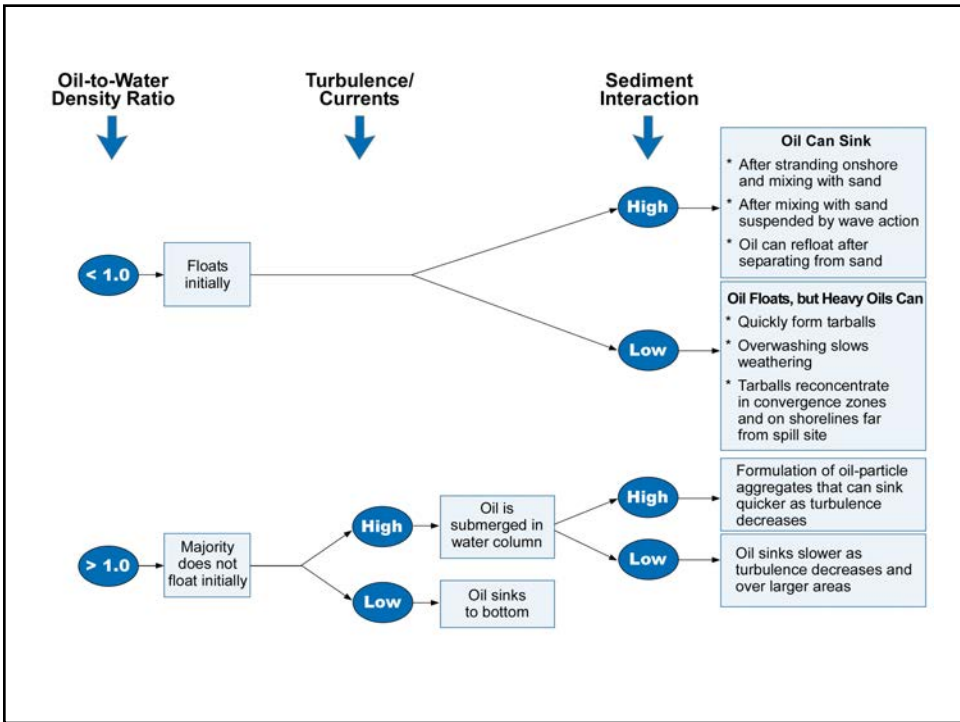 Oil-to-Water
Density Ratio
Turbulence/
Currents
Sediment
Interaction
< 1.0
Floats
initially
High
Oil Can Sink
* After stranding onshore
and mixing with sand
* After mixing with sand
suspended by wave action
* Oil can refloat after
separating from sand
Low
Oil Floats, but Heavy Oils Can
* Quickly form tarballs
* Overwashing slows
weathering
* Tarballs reconcentrate
in convergence zones
and on shorelines far
from spill site
> 1.0
Majority
does not
float initially
High
Oil is
submerged in
water column
High
Formulation of oil-particle
aggregates that can sink
quicker as turbulence
decreases
Low
Oil sinks slower as
turbulence decreases and
over larger areas
Low
Oil sinks
to bottom